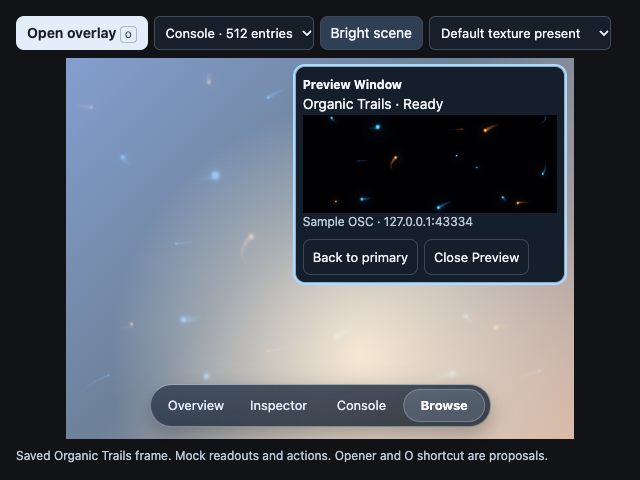 Open overlay o Console · 512 entries Bright scene Default texture present
Preview Window
Organic Trails · Ready
Sample OSC · 127.0.0.1:43334
Back to primary Close Preview
Overview Inspector Console Browse
Saved Organic Trails frame. Mock readouts and actions. Opener and O shortcut are proposals.